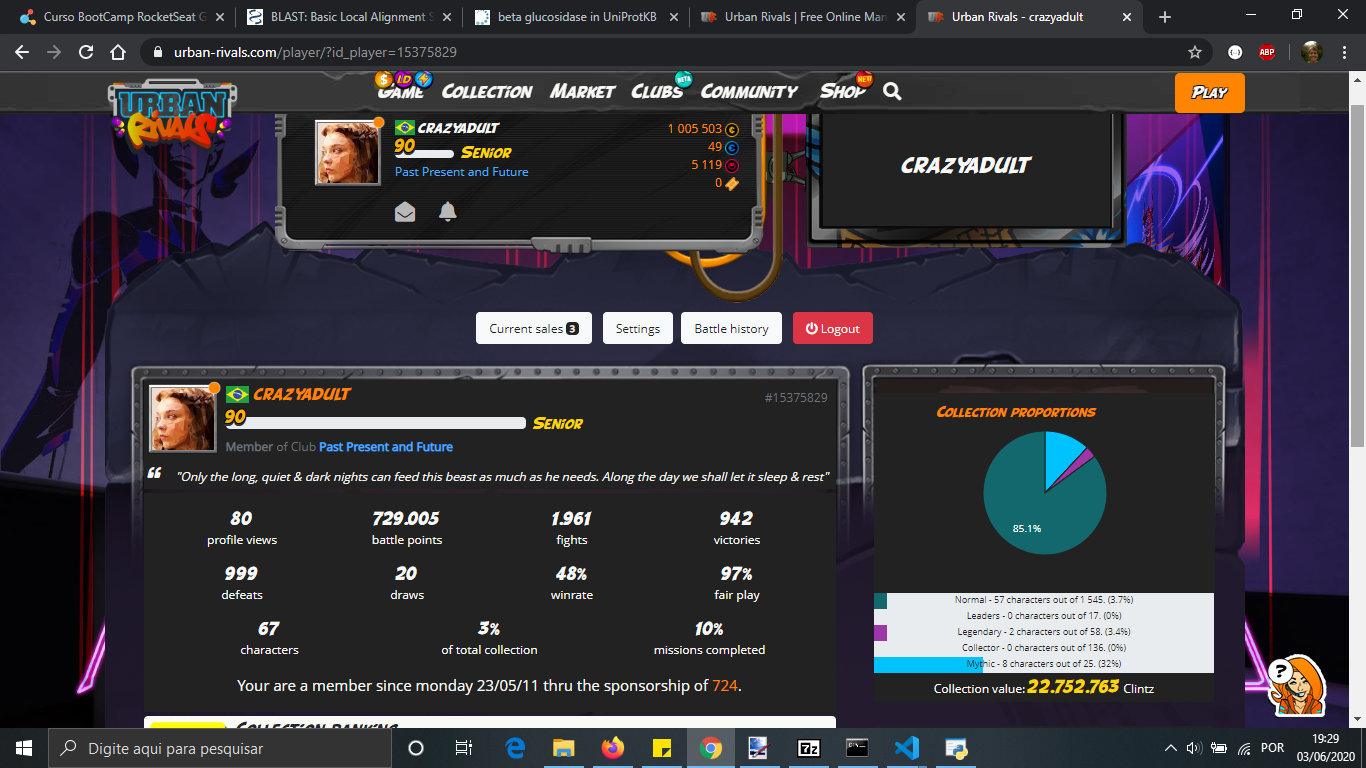 Curso BootCamp RocketSeat G
BLAST: Basic Local Alignment S
beta glucosidase in UniProtKB
Urban Rivals | Free Online Man
Urban Rivals - crazyadult
urban-rivals.com/player/?id_player=15375829
ABP
URBAN RIVALS
GAME
COLLECTION
MARKET
CLUBS
BETA
COMMUNITY
SHOP
NEW
PLAY
CRAZYADULT
90 SENIOR
Past Present and Future
1 005 503
49
5 119
0
CRAZYADULT
Current sales 3
Settings
Battle history
Logout
CRAZYADULT
#15375829
90 SENIOR
Member of Club Past Present and Future
"Only the long, quiet & dark nights can feed this beast as much as he needs. Along the day we shall let it sleep & rest"
80 729.005 1.961 942
profile views battle points fights victories
999 20 48% 97%
defeats draws winrate fair play
67 3% 10%
characters of total collection missions completed
Your are a member since monday 23/05/11 thru the sponsorship of 724.
COLLECTION RANKING
COLLECTION PROPORTIONS
85.1%
Normal - 57 characters out of 1 545. (3.7%)
Leaders - 0 characters out of 17. (0%)
Legendary - 2 characters out of 58. (3.4%)
Collector - 0 characters out of 136. (0%)
Mythic - 8 characters out of 25. (32%)
Collection value: 22.752.763 Clintz
?
Digite aqui para pesquisar
7z
POR
19:29
03/06/2020